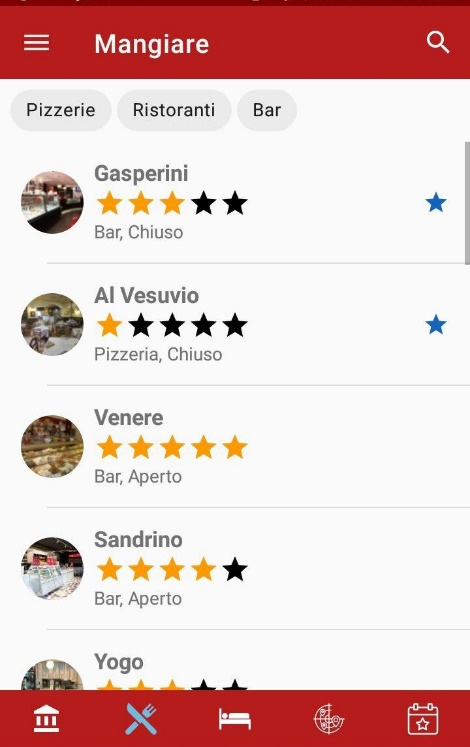 Mangiare
Pizzerie Ristoranti Bar
Gasperini
Bar, Chiuso
Al Vesuvio
Pizzeria, Chiuso
Venere
Bar, Aperto
Sandrino
Bar, Aperto
Yogo